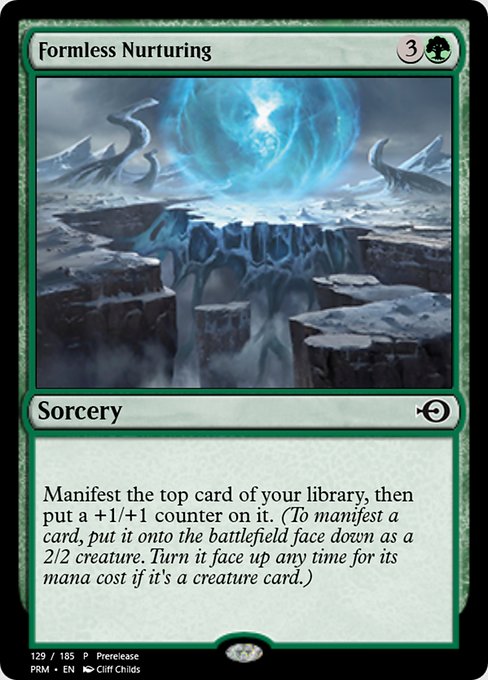 Formless Nurturing 3
Sorcery
Manifest the top card of your library, then
put a +1/+1 counter on it. (To manifest a
card, put it onto the battlefield face down as a
2/2 creature. Turn it face up any time for its
mana cost if it's a creature card.)
129 / 185 P Prerelease
PRM • EN Cliff Childs